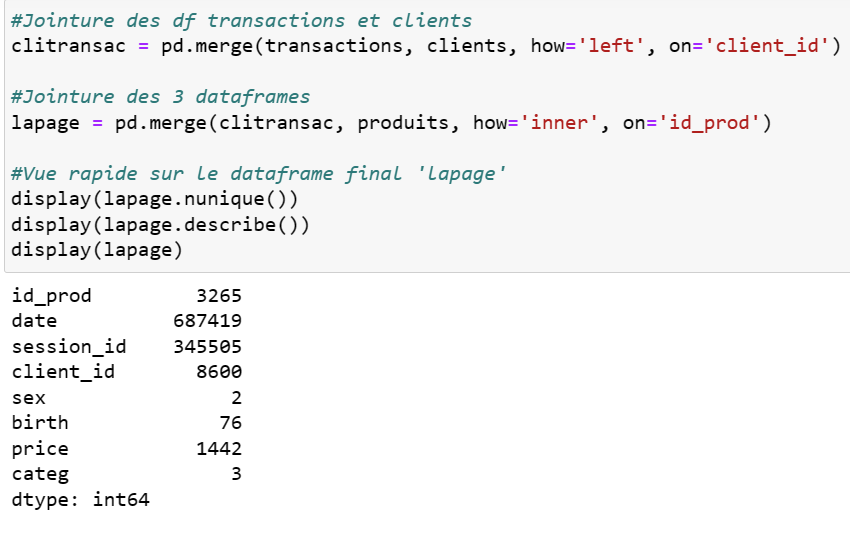 #Jointure des df transactions et clients
clitransac = pd.merge(transactions, clients, how='left', on='client_id')
#Jointure des 3 dataframes
lapage = pd.merge(clitransac, produits, how='inner', on='id_prod')
#Vue rapide sur le dataframe final 'lapage'
display(lapage.nunique())
display(lapage.describe())
display(lapage)
id_prod 3265
date 687419
session_id 345505
client_id 8600
sex 2
birth 76
price 1442
categ 3
dtype: int64